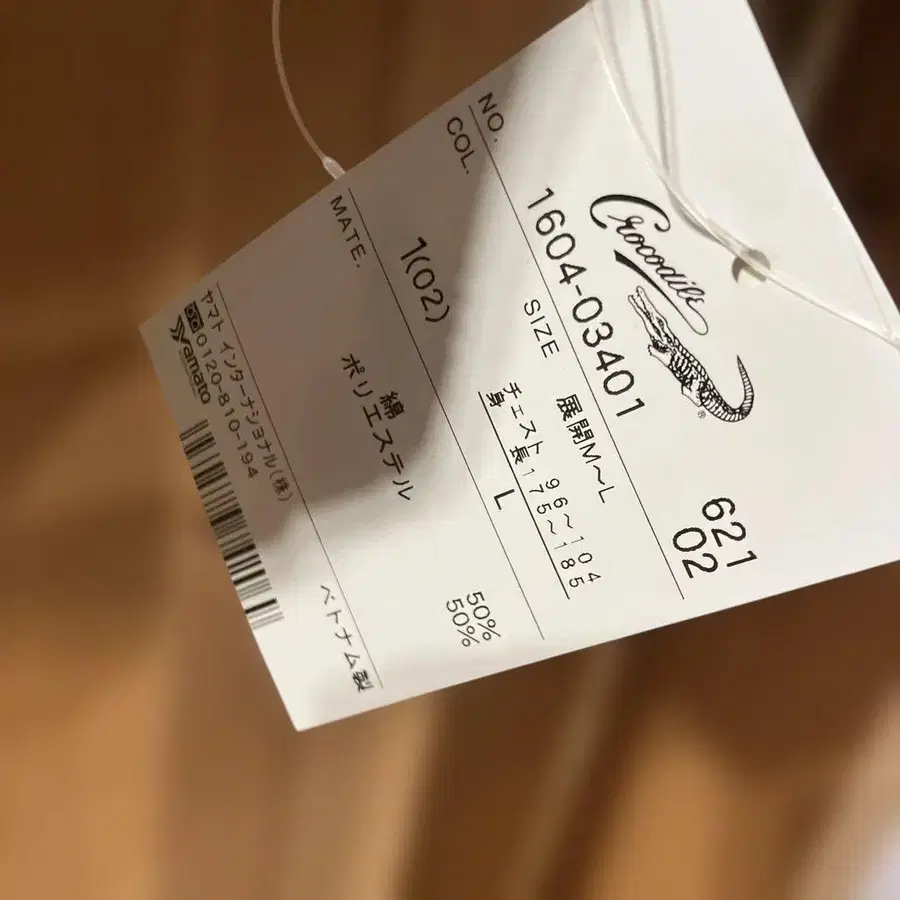 Crocodile
®
621
02
NO. 1604-03401
COL. 1(02)
SIZE 展開M～L
チェスト 96～104
身長 175～185
L
MATE.
綿 50%
ポリエステル 50%
ベトナム製
ヤマト インターナショナル(株)
0120-810-194
Yamato